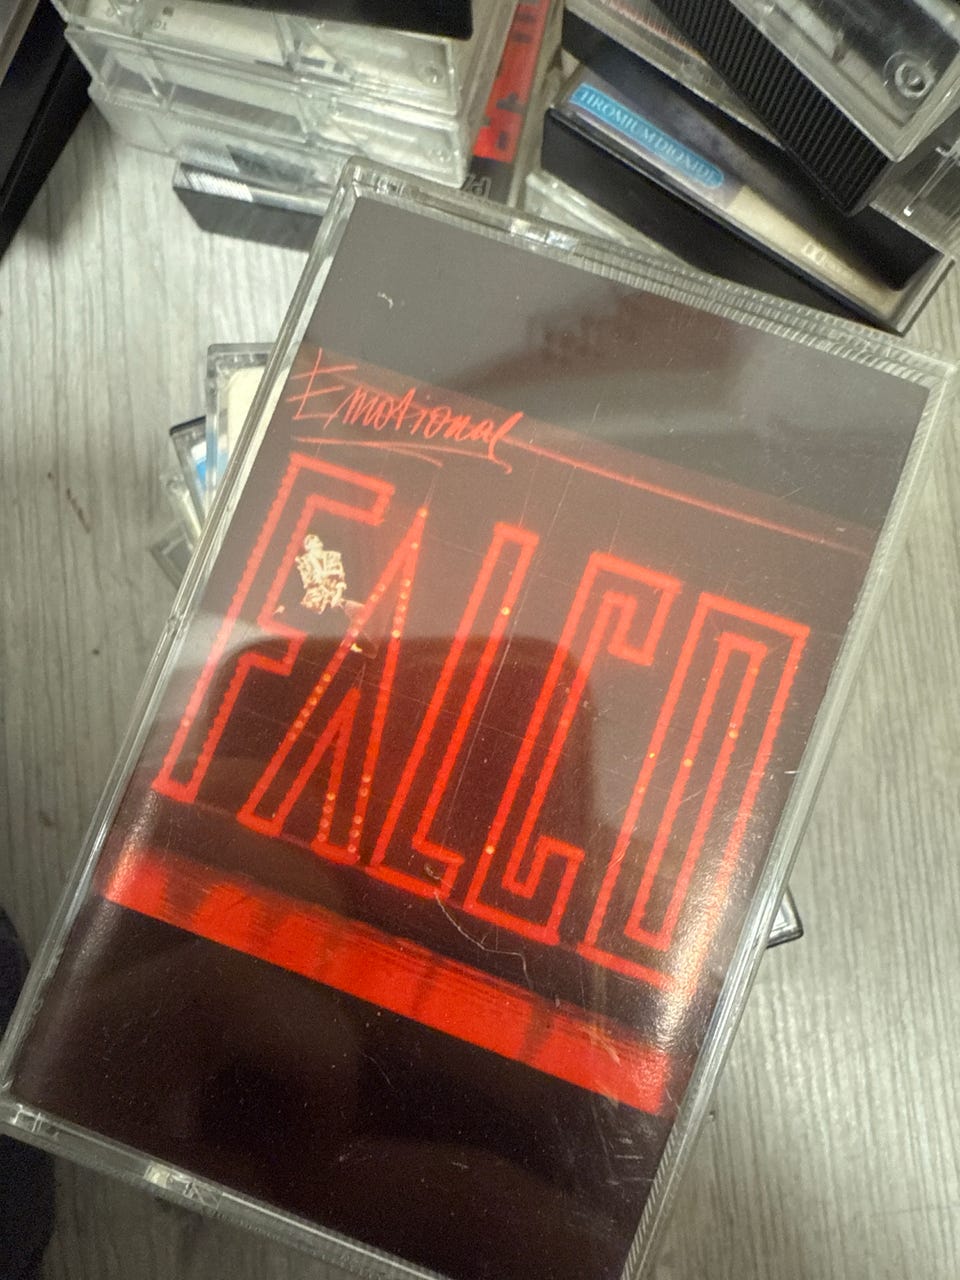 CHROMIUM DIOXIDE
Emotional
FALCO